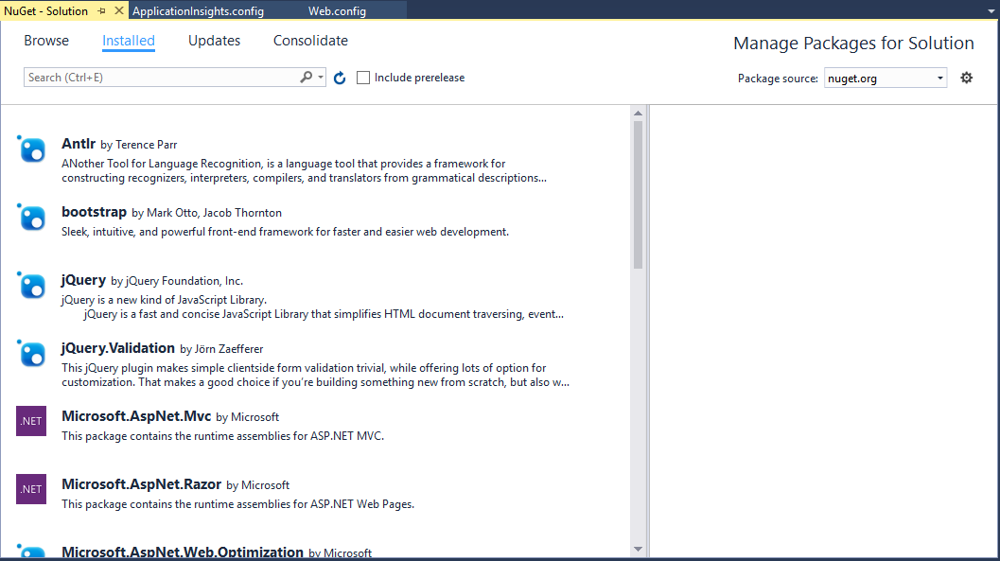 NuGet - Solution
ApplicationInsights.config
Web.config
Browse
Installed
Updates
Consolidate
Manage Packages for Solution
Search (Ctrl+E)
Include prerelease
Package source:
nuget.org
Antlr by Terence Parr
ANother Tool for Language Recognition, is a language tool that provides a framework for
constructing recognizers, interpreters, compilers, and translators from grammatical descriptions...
bootstrap by Mark Otto, Jacob Thornton
Sleek, intuitive, and powerful front-end framework for faster and easier web development.
jQuery by jQuery Foundation, Inc.
jQuery is a new kind of JavaScript Library.
jQuery is a fast and concise JavaScript Library that simplifies HTML document traversing, event...
jQuery.Validation by Jörn Zaefferer
This jQuery plugin makes simple clientside form validation trivial, while offering lots of option for
customization. That makes a good choice if you're building something new from scratch, but also w...
.NET
Microsoft.AspNet.Mvc by Microsoft
This package contains the runtime assemblies for ASP.NET MVC.
.NET
Microsoft.AspNet.Razor by Microsoft
This package contains the runtime assemblies for ASP.NET Web Pages.
Microsoft.AspNet.Web.Optimization by Microsoft